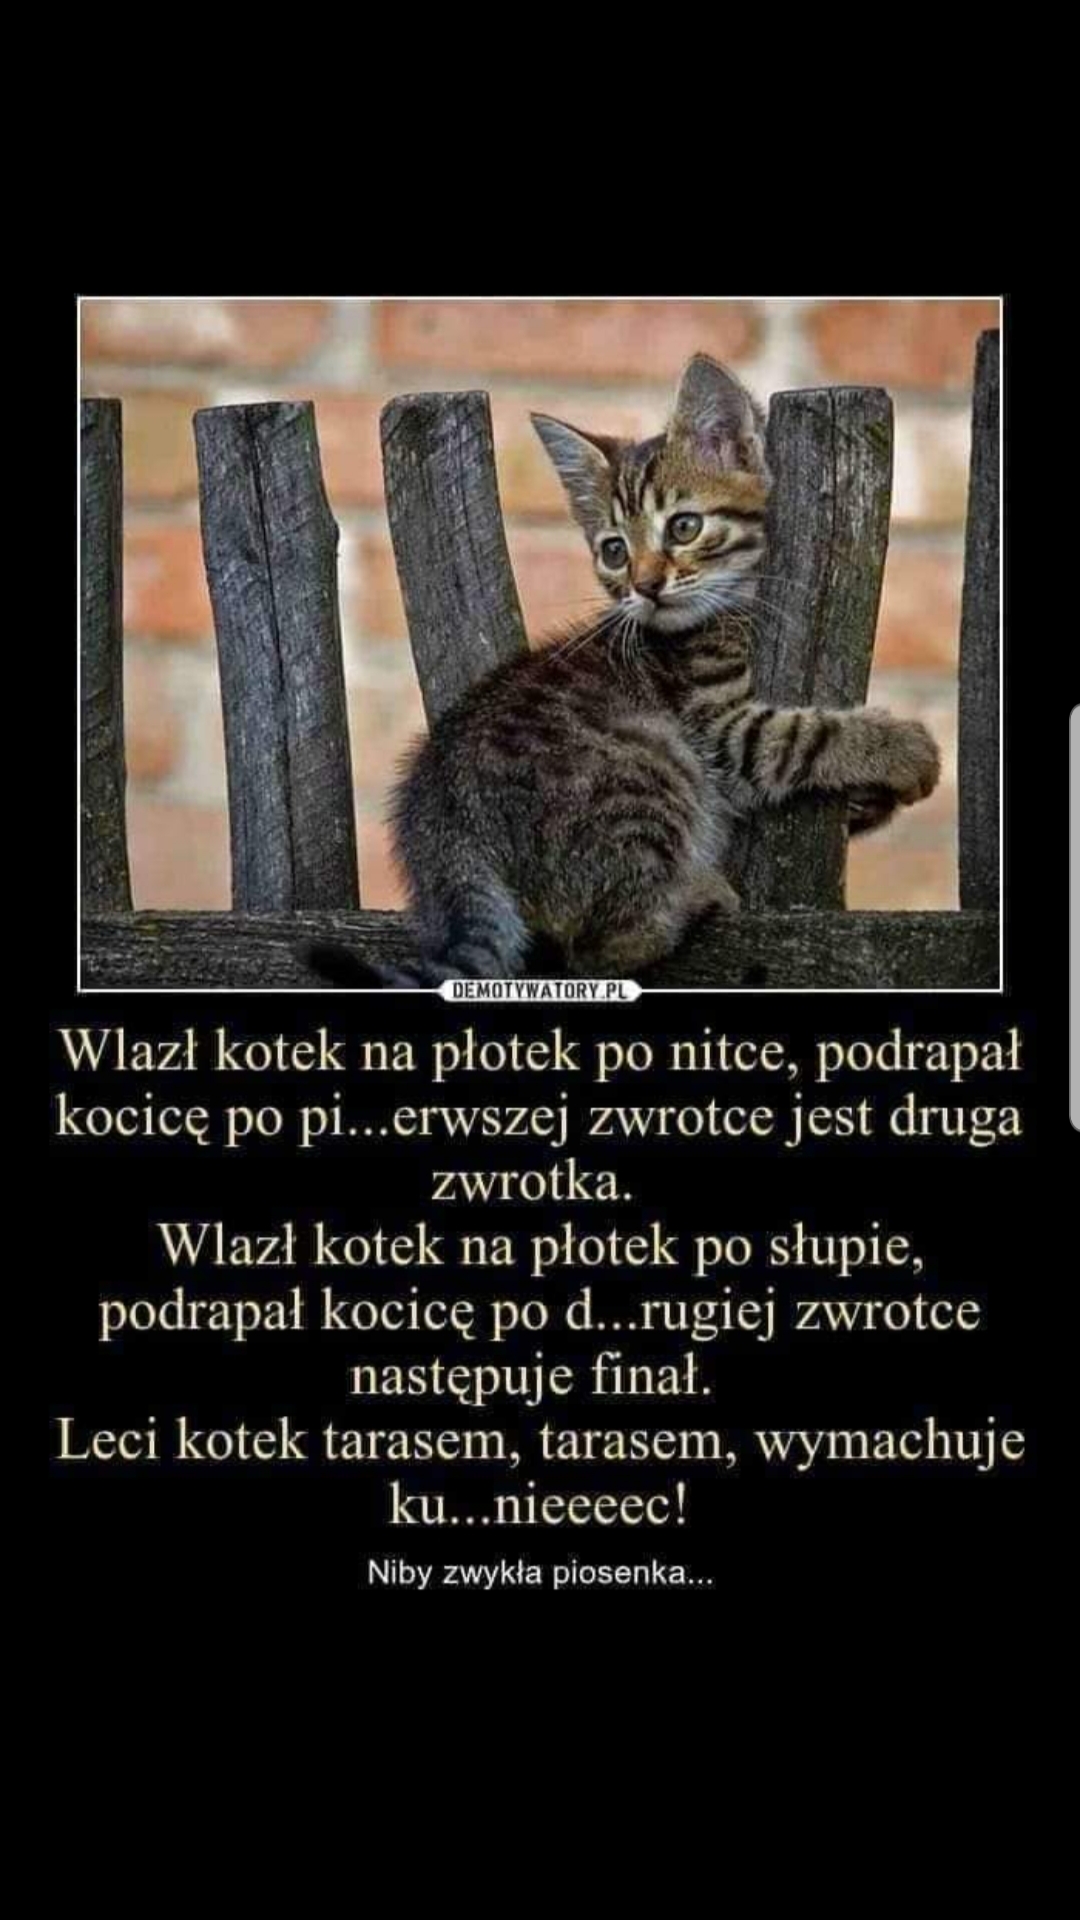 DEMOTYWATORY.PL
Wlazł kotek na płotek po nitce, podrapał
kocicę po pi...erwszej zwrotce jest druga
zwrotka.
Wlazł kotek na płotek po słupie,
podrapał kocicę po d...rugiej zwrotce
następuje finał.
Leci kotek tarasem, tarasem, wymachuje
ku...nieeeec!
Niby zwykła piosenka...